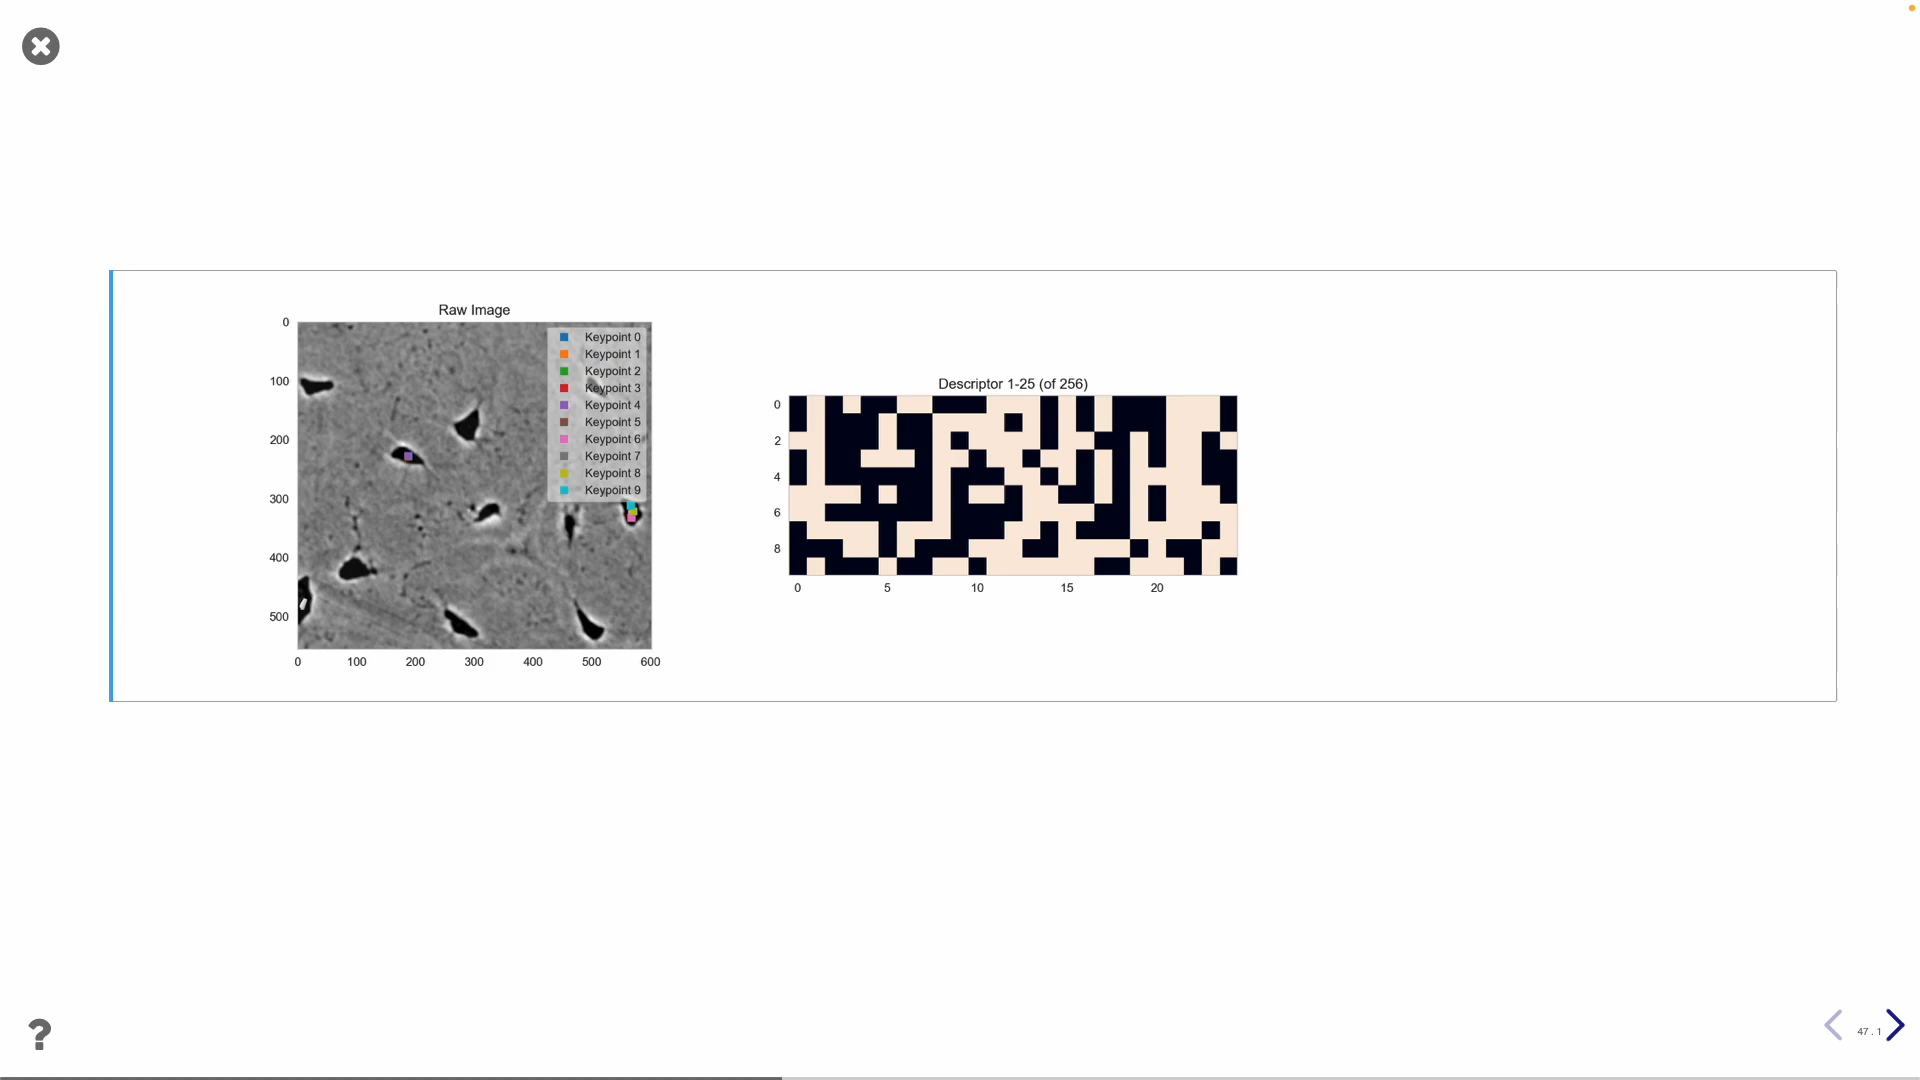 Raw Image
0
100
200
300
400
500
0 100 200 300 400 500 600
Keypoint 0
Keypoint 1
Keypoint 2
Keypoint 3
Keypoint 4
Keypoint 5
Keypoint 6
Keypoint 7
Keypoint 8
Keypoint 9
Descriptor 1-25 (of 256)
0
2
4
6
8
0 5 10 15 20
?
47 . 1